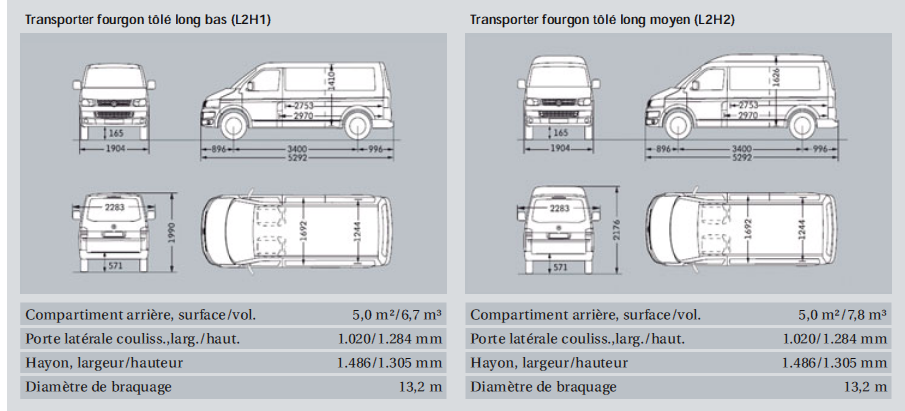 Transporter fourgon tôlé long bas (L2H1)
1410
2753
2970
165
1904
896
3400
996
5292
2283
1990
571
1692
1244
Compartiment arrière, surface/vol. 5,0 m²/6,7 m³
Porte latérale couliss.,larg./haut. 1.020/1.284 mm
Hayon, largeur/hauteur 1.486/1.305 mm
Diamètre de braquage 13,2 m
Transporter fourgon tôlé long moyen (L2H2)
1626
2753
2970
165
1904
896
3400
996
5292
2283
2176
571
1692
1244
Compartiment arrière, surface/vol. 5,0 m²/7,8 m³
Porte latérale couliss.,larg./haut. 1.020/1.284 mm
Hayon, largeur/hauteur 1.486/1.305 mm
Diamètre de braquage 13,2 m